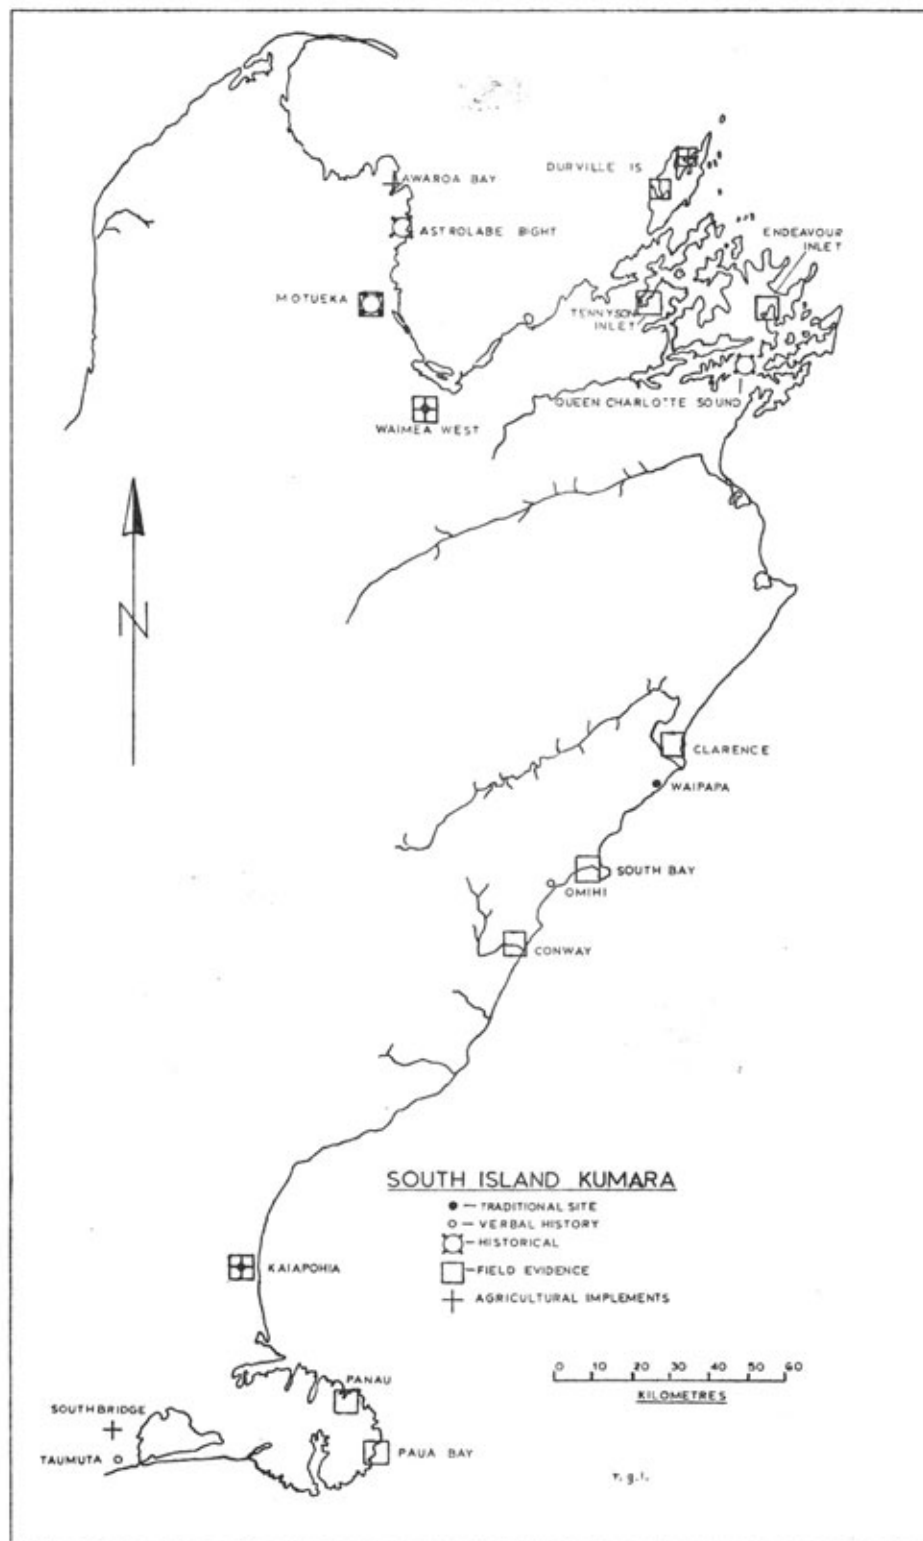 DURVILLE IS
AWAROA BAY
ENDEAVOUR
INLET
ASTROLABE BIGHT
MOTUEKA
TENNYSON
INLET
QUEEN CHARLOTTE SOUND
WAIMEA WEST
N
CLARENCE
WAIPAPA
SOUTH BAY
OMIHI
CONWAY
SOUTH ISLAND KUMARA
- TRADITIONAL SITE
- VERBAL HISTORY
- HISTORICAL
- FIELD EVIDENCE
AGRICULTURAL IMPLEMENTS
KAIAPOHIA
0 10 20 30 40 50 60
KILOMETRES
PANAU
SOUTHBRIDGE
TAUMUTA
PAUA BAY
r.g.l.